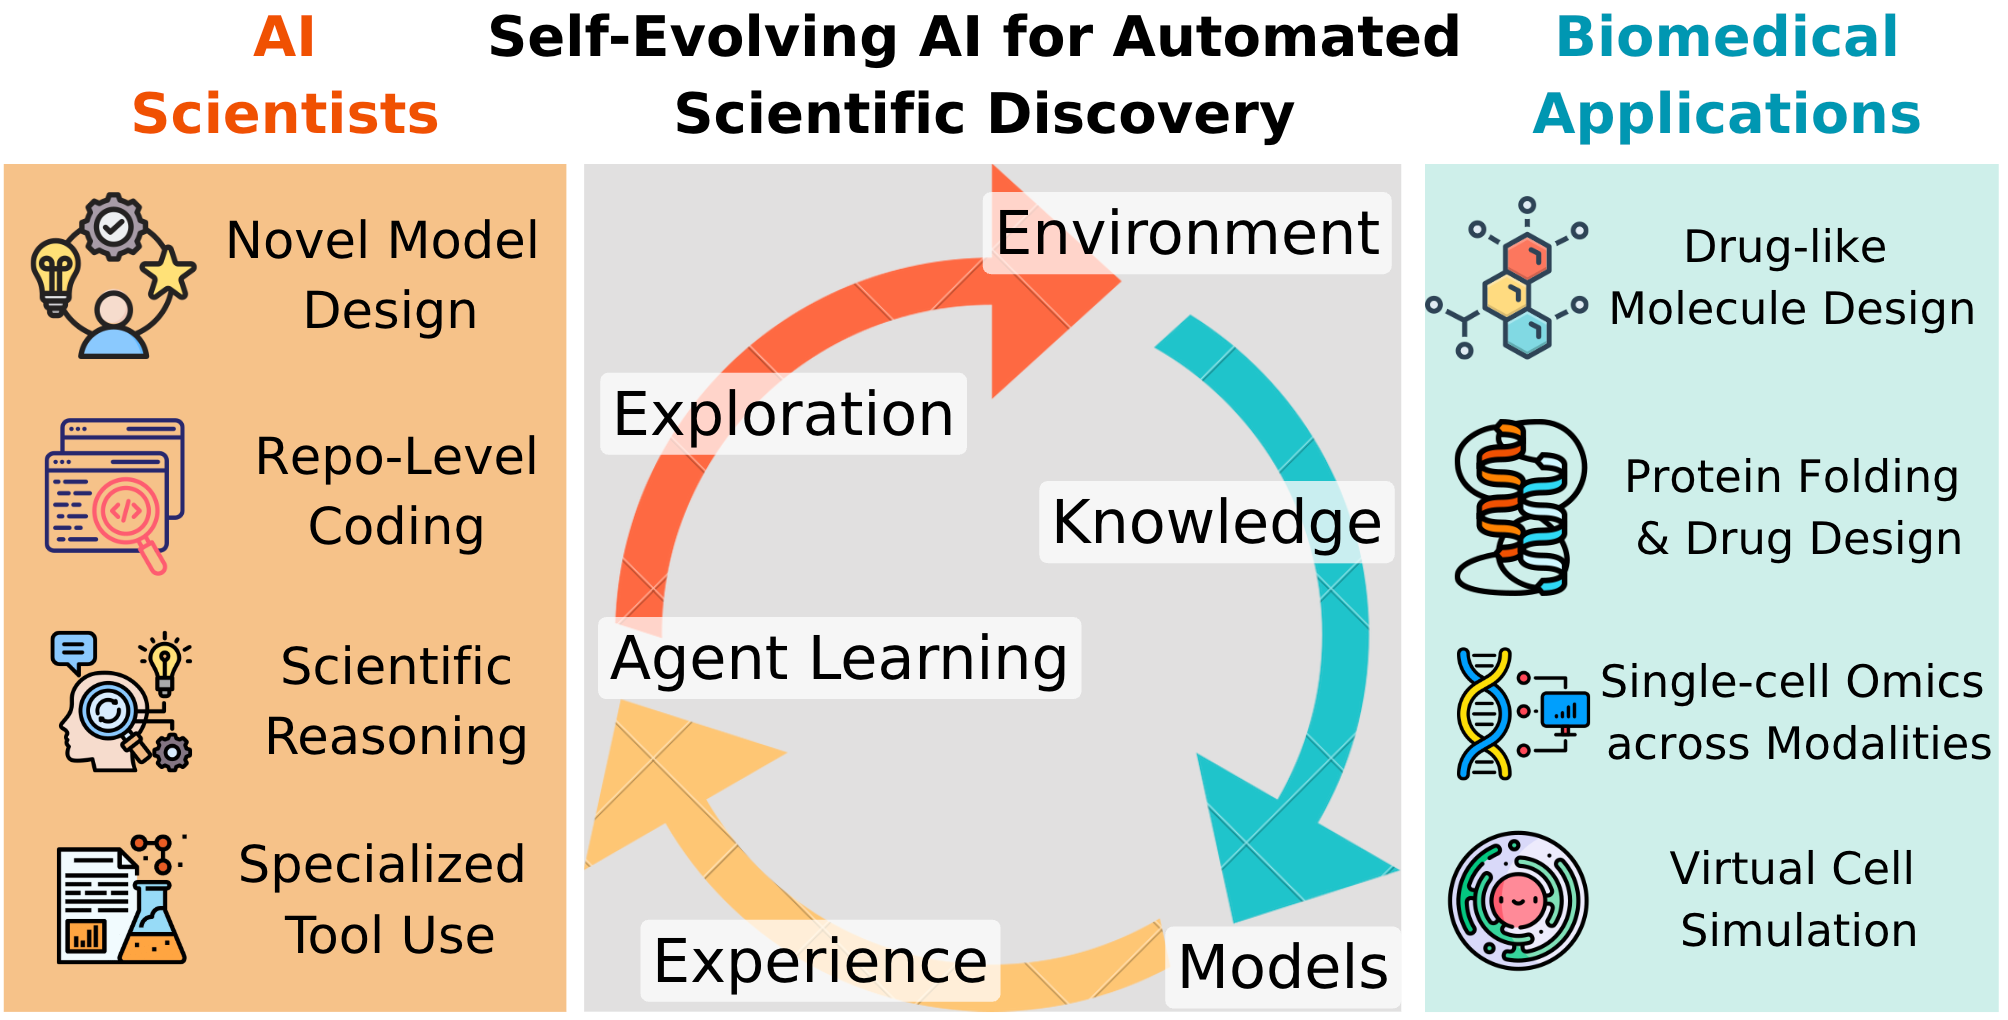 AI
Scientists
Self-Evolving AI for Automated
Scientific Discovery
Biomedical
Applications
Novel Model
Design
Repo-Level
Coding
Scientific
Reasoning
Specialized
Tool Use
Environment
Exploration
Knowledge
Agent Learning
Experience
Models
Drug-like
Molecule Design
Protein Folding
& Drug Design
Single-cell Omics
across Modalities
Virtual Cell
Simulation